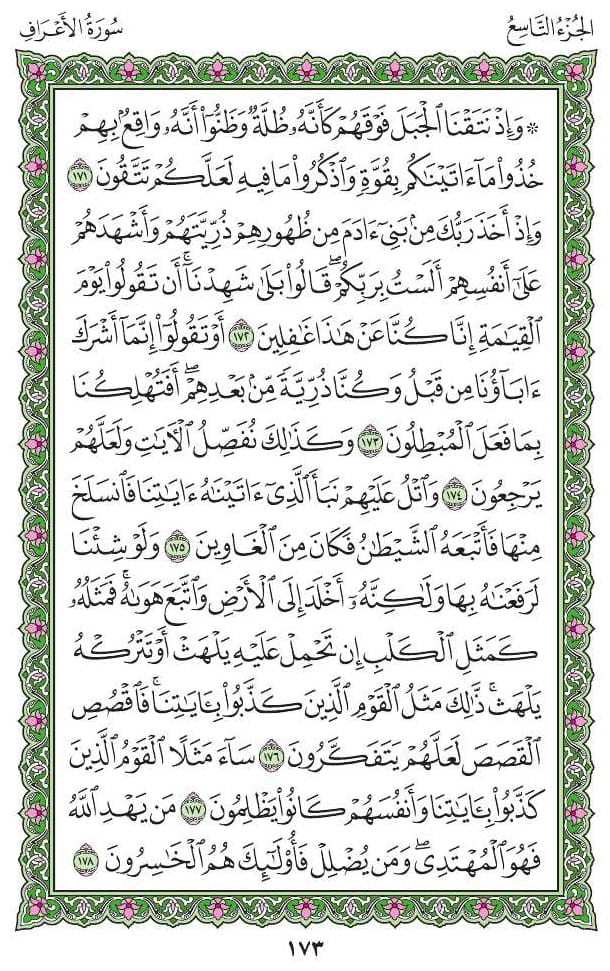 الجُزْءُ التَّاسِعُ
سُورَةُ الأَعْرَافِ
۞ وَإِذْ نَتَقْنَا ٱلْجَبَلَ فَوْقَهُمْ كَأَنَّهُۥ ظُلَّةٌ وَظَنُّوٓا۟ أَنَّهُۥ وَاقِعٌۢ بِهِمْ
خُذُوا۟ مَآ ءَاتَيْنَٰكُم بِقُوَّةٍ وَٱذْكُرُوا۟ مَا فِيهِ لَعَلَّكُمْ تَتَّقُونَ ١٧١
وَإِذْ أَخَذَ رَبُّكَ مِنۢ بَنِىٓ ءَادَمَ مِن ظُهُورِهِمْ ذُرِّيَّتَهُمْ وَأَشْهَدَهُمْ
عَلَىٰٓ أَنفُسِهِمْ أَلَسْتُ بِرَبِّكُمْ ۖ قَالُوا۟ بَلَىٰ شَهِدْنَآ ۚ أَن تَقُولُوا۟ يَوْمَ
ٱلْقِيَٰمَةِ إِنَّا كُنَّا عَنْ هَٰذَا غَٰفِلِينَ ١٧٢ أَوْ تَقُولُوٓا۟ إِنَّمَآ أَشْرَكَ
ءَابَآؤُنَا مِن قَبْلُ وَكُنَّا ذُرِّيَّةً مِّنۢ بَعْدِهِمْ ۖ أَفَتُهْلِكُنَا
بِمَا فَعَلَ ٱلْمُبْطِلُونَ ١٧٣ وَكَذَٰلِكَ نُفَصِّلُ ٱلْءَايَٰتِ وَلَعَلَّهُمْ
يَرْجِعُونَ ١٧٤ وَٱتْلُ عَلَيْهِمْ نَبَأَ ٱلَّذِىٓ ءَاتَيْنَٰهُ ءَايَٰتِنَا فَٱنسَلَخَ
مِنْهَا فَأَتْبَعَهُ ٱلشَّيْطَٰنُ فَكَانَ مِنَ ٱلْغَاوِينَ ١٧٥ وَلَوْ شِئْنَا
لَرَفَعْنَٰهُ بِهَا وَلَٰكِنَّهُۥٓ أَخْلَدَ إِلَى ٱلْأَرْضِ وَٱتَّبَعَ هَوَىٰهُ ۚ فَمَثَلُهُۥ
كَمَثَلِ ٱلْكَلْبِ إِن تَحْمِلْ عَلَيْهِ يَلْهَثْ أَوْ تَتْرُكْهُ
يَلْهَث ۚ ذَّٰلِكَ مَثَلُ ٱلْقَوْمِ ٱلَّذِينَ كَذَّبُوا۟ بِـَٔايَٰتِنَا ۚ فَٱقْصُصِ
ٱلْقَصَصَ لَعَلَّهُمْ يَتَفَكَّرُونَ ١٧٦ سَآءَ مَثَلًا ٱلْقَوْمُ ٱلَّذِينَ
كَذَّبُوا۟ بِـَٔايَٰتِنَا وَأَنفُسَهُمْ كَانُوا۟ يَظْلِمُونَ ١٧٧ مَن يَهْدِ ٱللَّهُ
فَهُوَ ٱلْمُهْتَدِى ۖ وَمَن يُضْلِلْ فَأُو۟لَٰٓئِكَ هُمُ ٱلْخَٰسِرُونَ ١٧٨
١٧٣